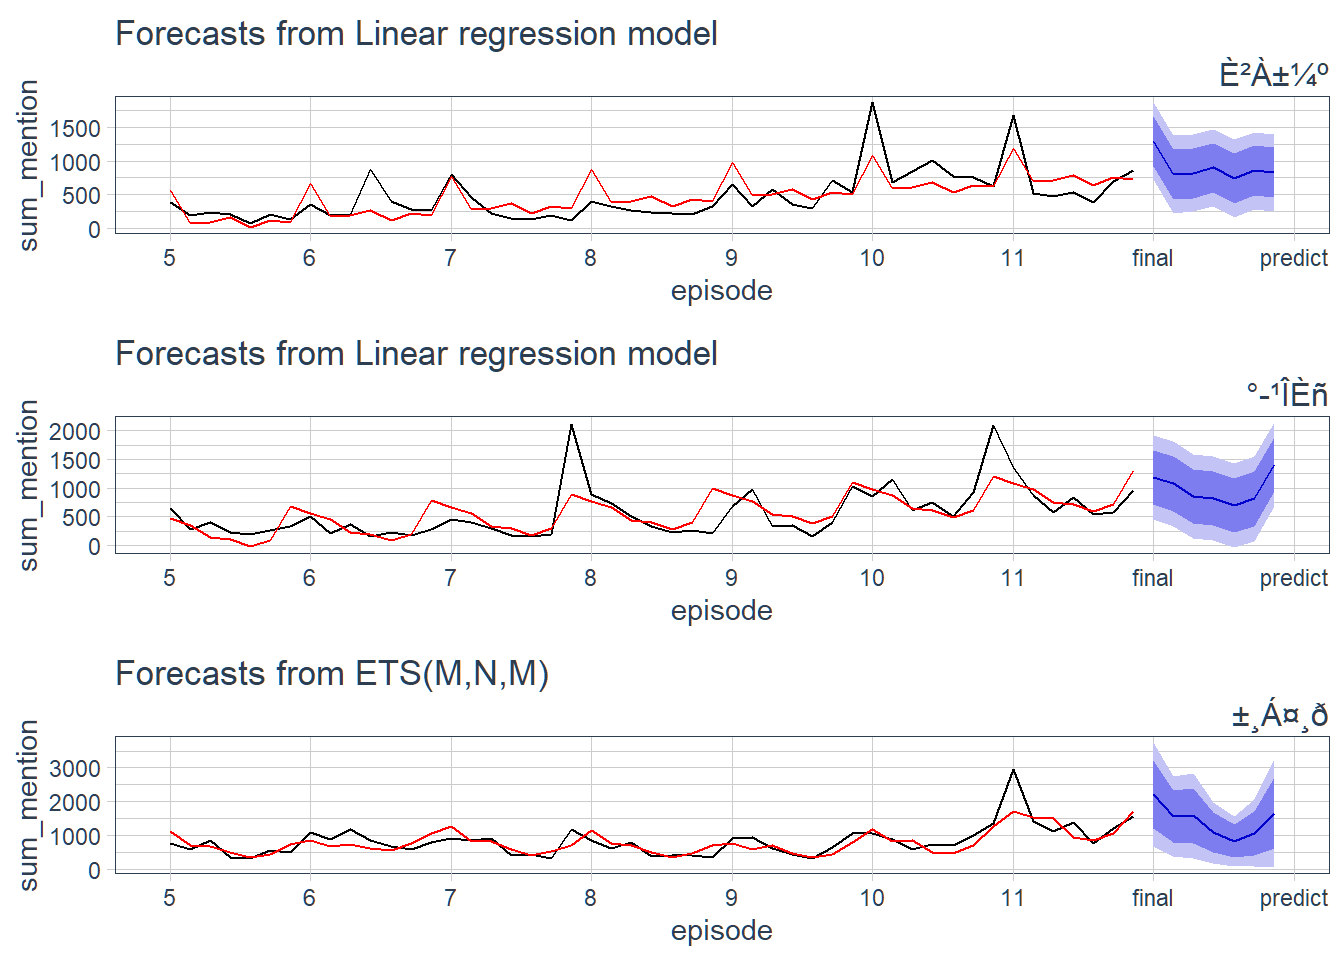 Forecasts from Linear regression model
È²À±¼º
sum_mention
1500
1000
500
0
5 6 7 8 9 10 11 final predict
episode
Forecasts from Linear regression model
°­¹ÎÈñ
sum_mention
2000
1500
1000
500
0
5 6 7 8 9 10 11 final predict
episode
Forecasts from ETS(M,N,M)
±¸Á¤¸ð
sum_mention
3000
2000
1000
0
5 6 7 8 9 10 11 final predict
episode